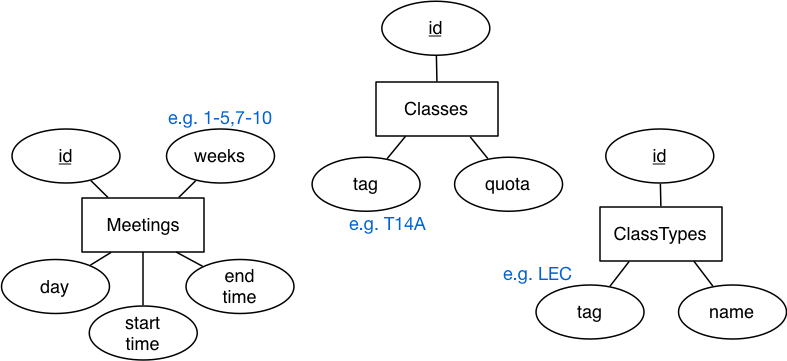 id
Classes
e.g. 1-5,7-10
id
weeks
tag
quota
e.g. T14A
id
Meetings
ClassTypes
day
end
time
start
time
e.g. LEC
tag
name